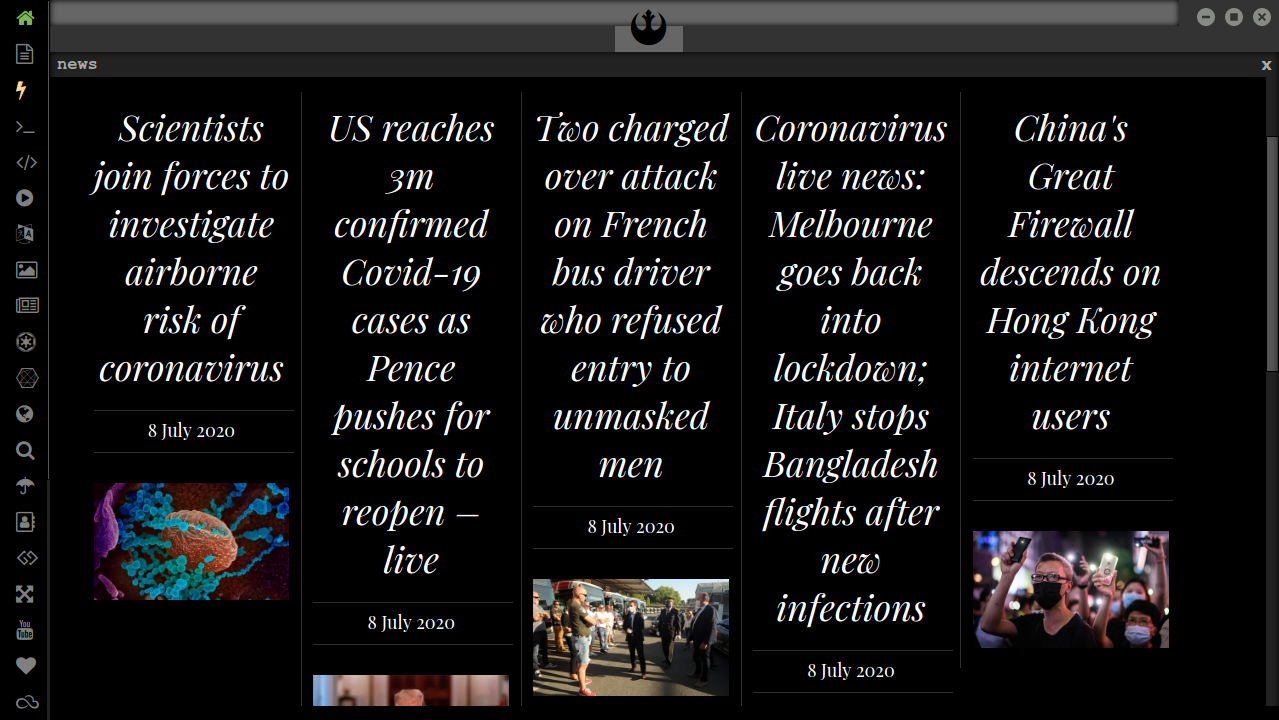 news
x
Scientists
join forces to
investigate
airborne
risk of
coronavirus
8 July 2020
US reaches
3m
confirmed
Covid-19
cases as
Pence
pushes for
schools to
reopen –
live
8 July 2020
Two charged
over attack
on French
bus driver
who refused
entry to
unmasked
men
8 July 2020
Coronavirus
live news:
Melbourne
goes back
into
lockdown;
Italy stops
Bangladesh
flights after
new
infections
8 July 2020
China's
Great
Firewall
descends on
Hong Kong
internet
users
8 July 2020
You
Tube